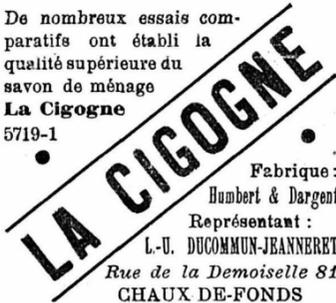 De nombreux essais com-
paratifs ont établi la
qualité supérieure du
savon de ménage
La Cigogne
5719-1
LA CIGOGNE
Fabrique:
Humbert & Dargent
Représentant:
L.-U. DUCOMMUN-JEANNERET
Rue de la Demoiselle 81
CHAUX DE-FONDS